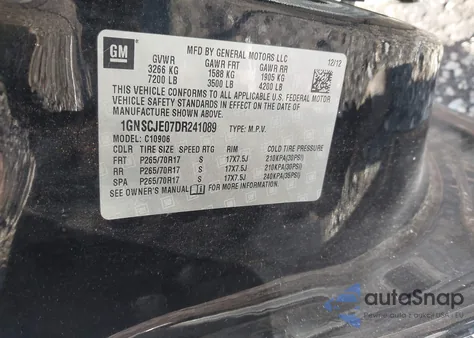 GM
MFD BY GENERAL MOTORS LLC
12/12
GVWR GAWR FRT GAWR RR
3266 KG 1588 KG 1905 KG
7200 LB 3500 LB 4200 LB
THIS VEHICLE CONFORMS TO ALL APPLICABLE U.S. FEDERAL MOTOR
VEHICLE SAFETY STANDARDS IN EFFECT ON THE DATE OF
MANUFACTURE SHOWN ABOVE.
1GNSCJE07DR241089 TYPE: M.P.V.
MODEL: C10906
CDLR TIRE SIZE SPEED RTG RIM COLD TIRE PRESSURE
FRT P265/70R17 S 17X7.5J 210KPA(30PSI)
RR P265/70R17 S 17X7.5J 210KPA(30PSI)
SPA P265/70R17 S 17X7.5J 240KPA(35PSI)
SEE OWNER'S MANUAL FOR MORE INFORMATION.
autoSnap